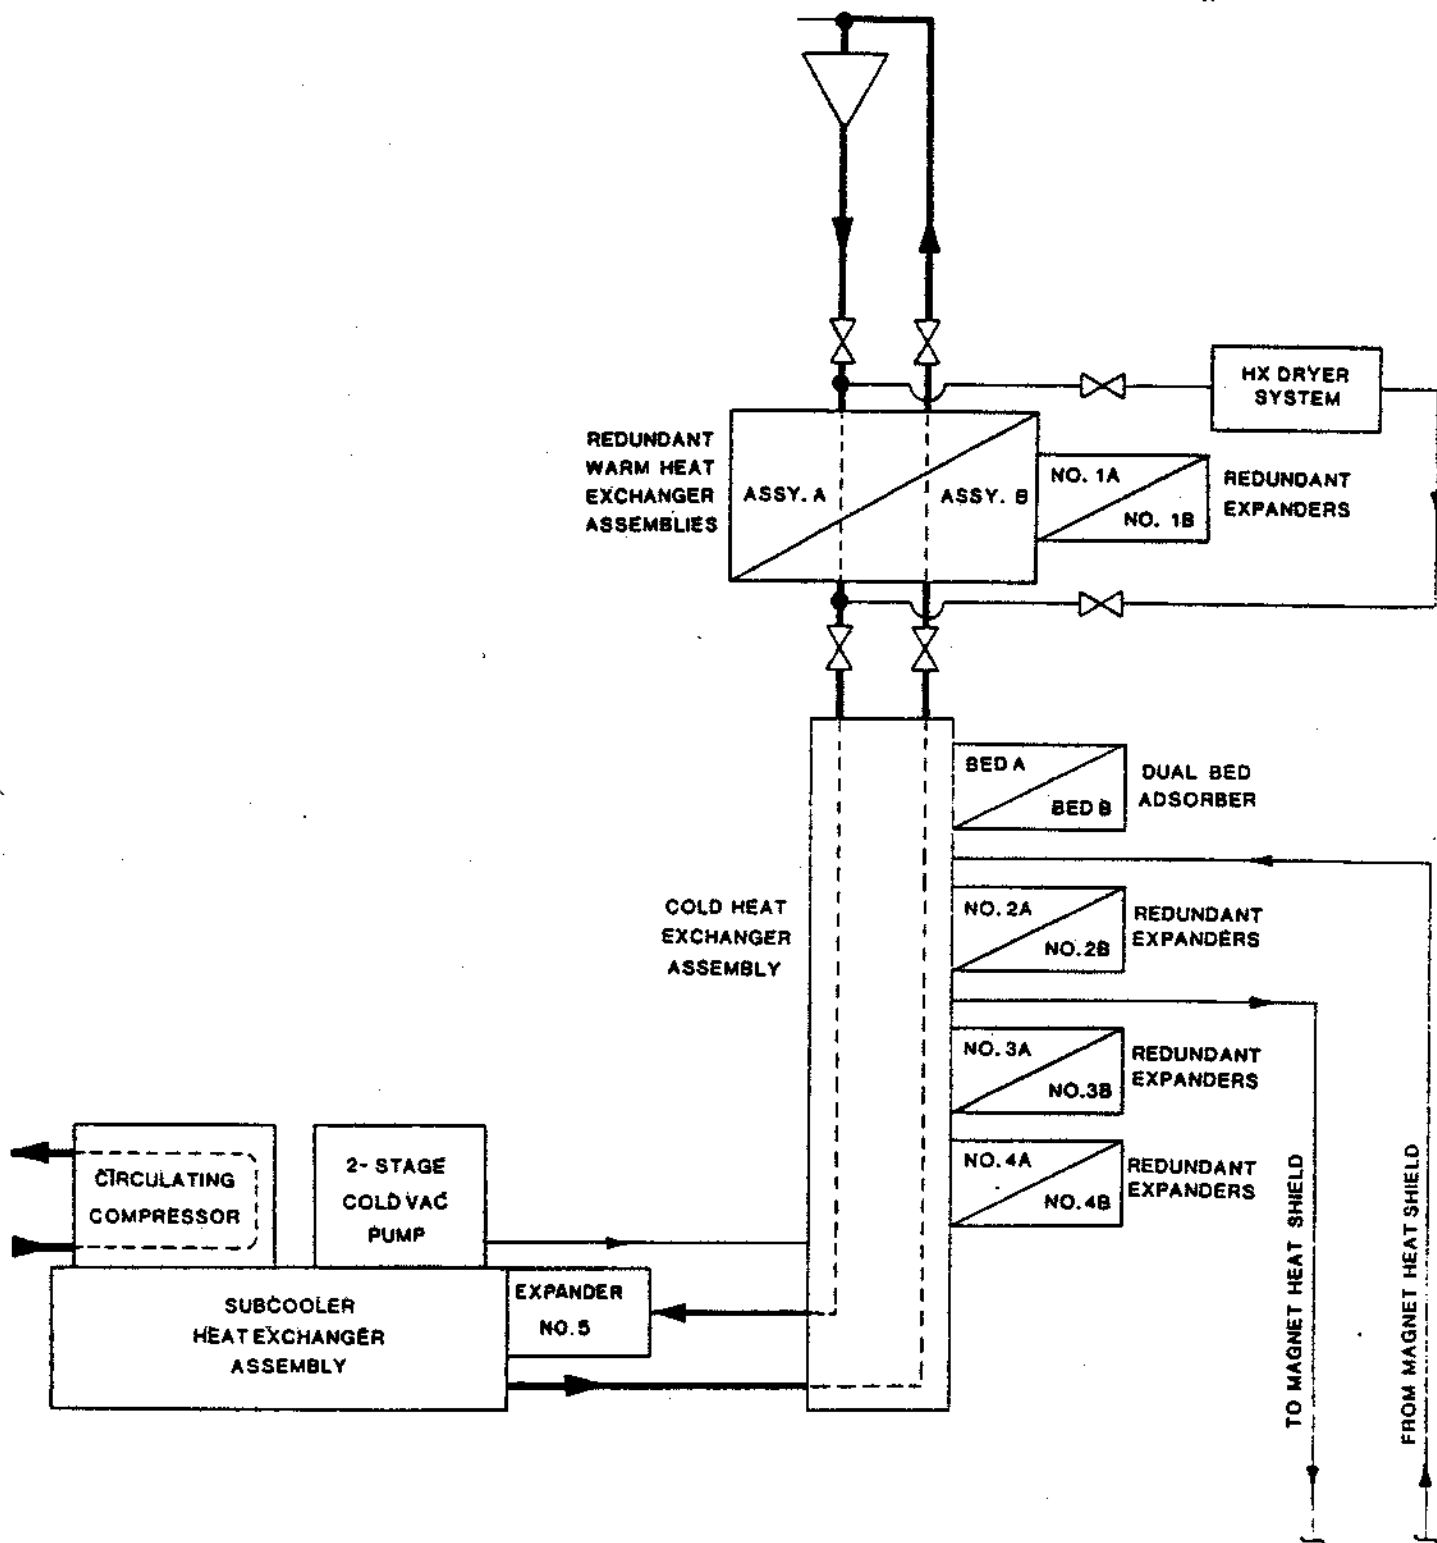 HX DRYER
SYSTEM
REDUNDANT
WARM HEAT
EXCHANGER
ASSEMBLIES
ASSY. A
ASSY. B
NO. 1A
NO. 1B
REDUNDANT
EXPANDERS
BED A
BED B
DUAL BED
ADSORBER
COLD HEAT
EXCHANGER
ASSEMBLY
NO. 2A
NO. 2B
REDUNDANT
EXPANDERS
NO. 3A
NO. 3B
REDUNDANT
EXPANDERS
NO. 4A
NO. 4B
REDUNDANT
EXPANDERS
CIRCULATING
COMPRESSOR
2- STAGE
COLD VAC
PUMP
EXPANDER
NO. 5
SUBCOOLER
HEAT EXCHANGER
ASSEMBLY
TO MAGNET HEAT SHIELD
FROM MAGNET HEAT SHIELD